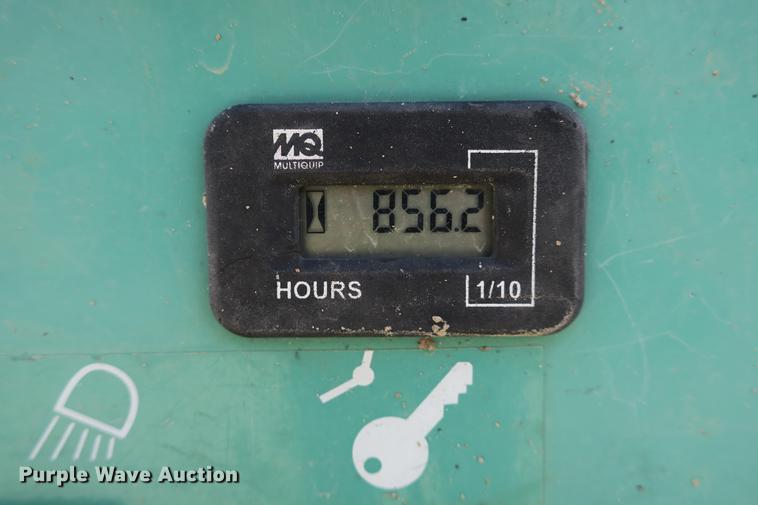 MQ
MULTIQUIP
856.2
HOURS
1/10
Purple Wave Auction